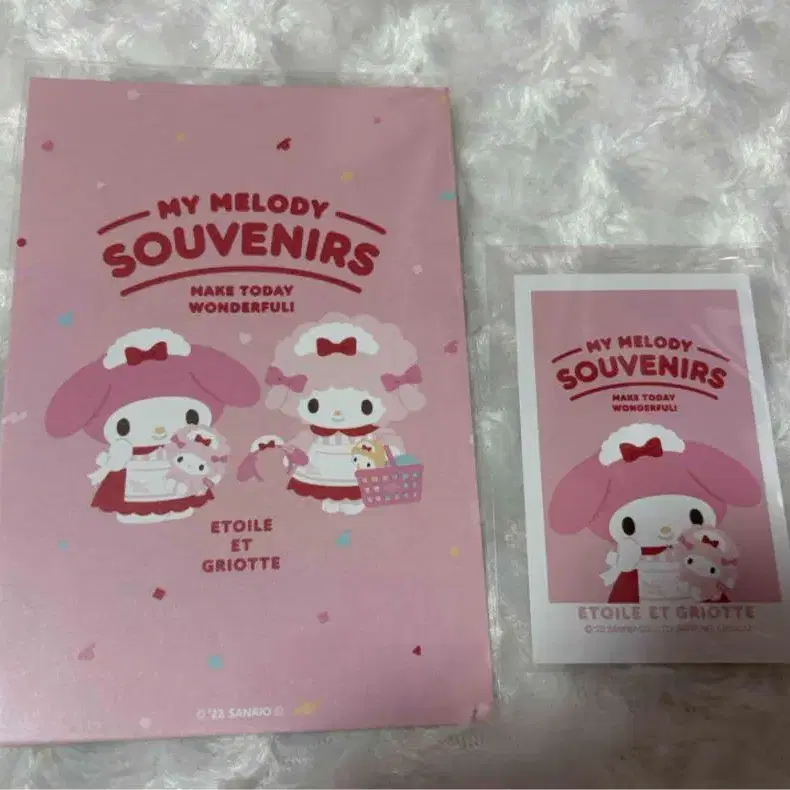 MY MELODY
SOUVENIRS
MAKE TODAY
WONDERFUL!
ETOILE
ET
GRIOTTE
SANRIO
MY MELODY
SOUVENIRS
MAKE TODAY
WONDERFUL!
ETOILE ET GRIOTTE